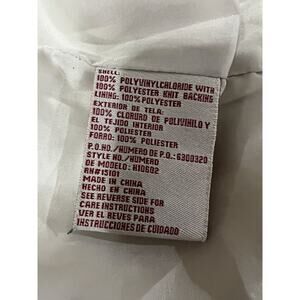 SHELL:
100% POLYVINYLCHLORIDE WITH
100% POLYESTER KNIT BACKING
LINING: 100% POLYESTER
EXTERIOR DE TELA:
100% CLORURO DE POLIVINILO Y
EL TEJIDO INTERIOR
100% POLIESTER
FORRO: 100% POLIESTER
P.O.NO./NUMERO DE P.O.: 6300320
STYLE NO./NUMERO
DE MODELO: H10602
RN#15101
MADE IN CHINA
HECHO EN CHINA
SEE REVERSE SIDE FOR
CARE INSTRUCTIONS
VER EL REVES PARA
INSTRUCCIONES DE CUIDADO